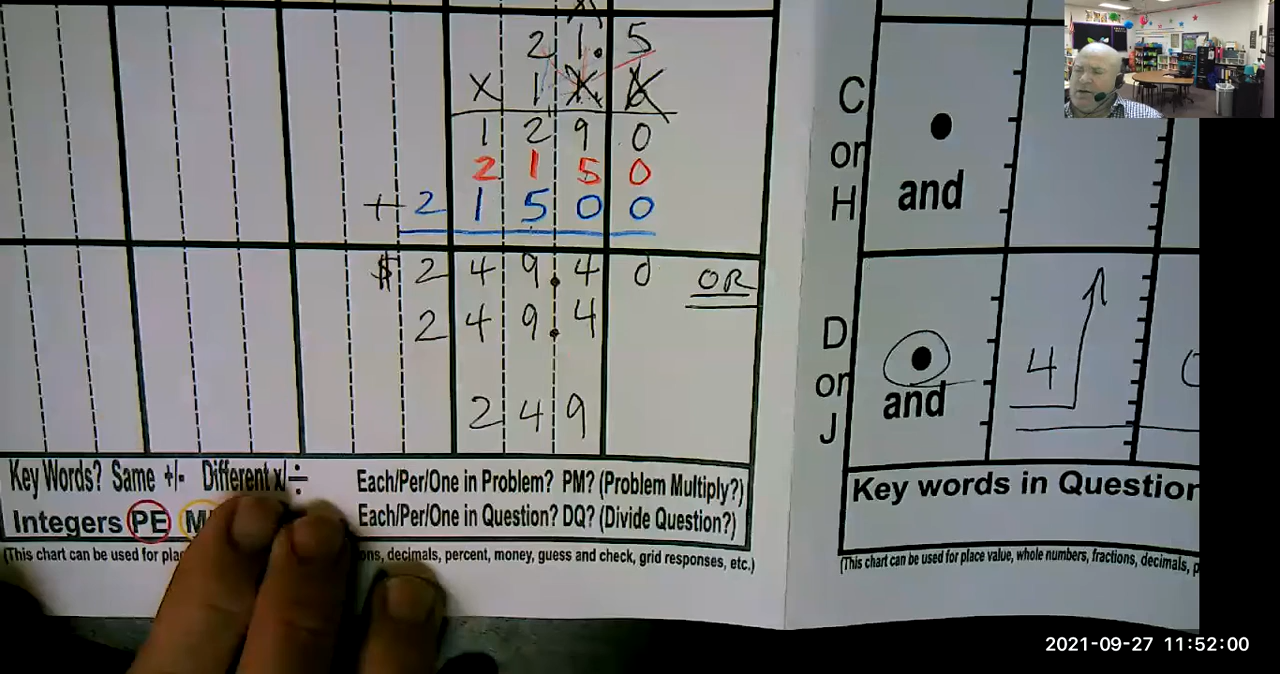 2 1.5
X 1
1 2 9 0
2 1 5 0
+ 2 1 5 0 0
$ 2 4 9.4 0 OR
2 4 9.4
2 4 9
Key Words? Same +/- Different x/÷
Integers PE M
Each/Per/One in Problem? PM? (Problem Multiply?)
Each/Per/One in Question? DQ? (Divide Question?)
(This chart can be used for
ons, decimals, percent, money, guess and check, grid responses, etc.)
C
or
H
• and
D
or
J
• and
4
Key words in Question
(This chart can be used for place value, whole numbers, fractions, decimals, p
2021-09-27 11:52:00